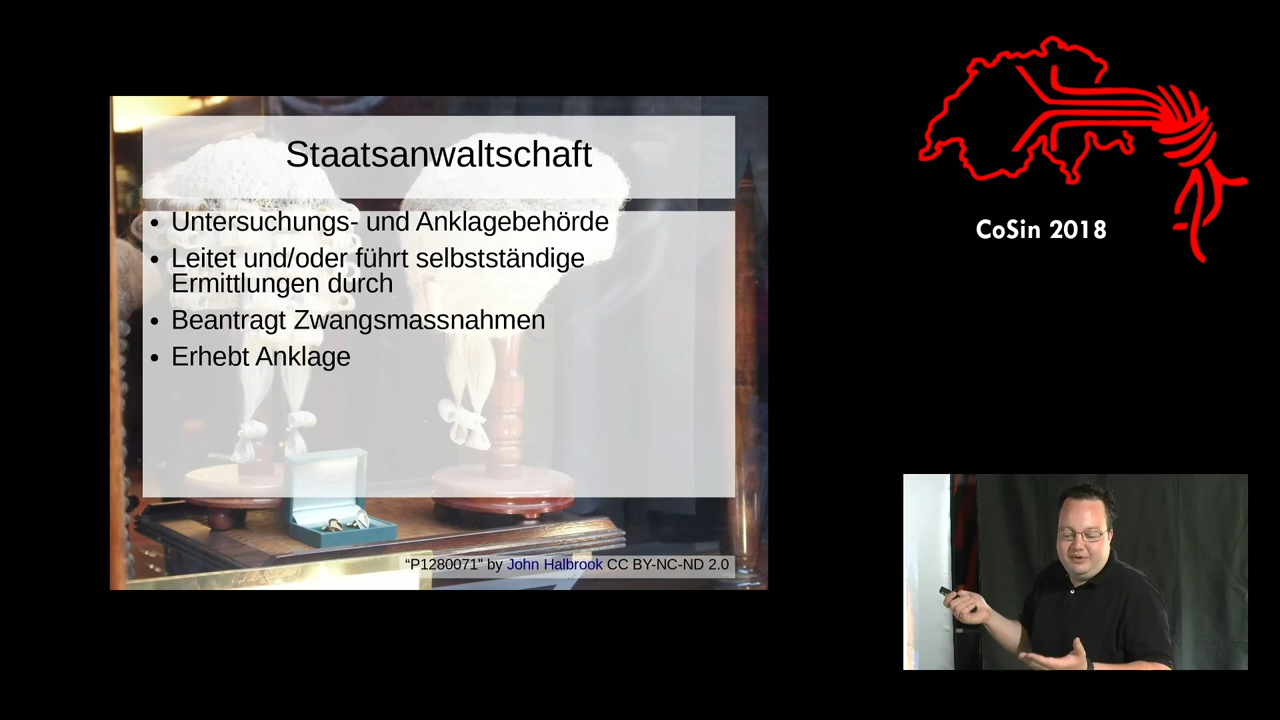 Staatsanwaltschaft
• Untersuchungs- und Anklagebehörde
• Leitet und/oder führt selbstständige
Ermittlungen durch
• Beantragt Zwangsmassnahmen
• Erhebt Anklage
“P1280071” by John Halbrook CC BY-NC-ND 2.0
CoSin 2018